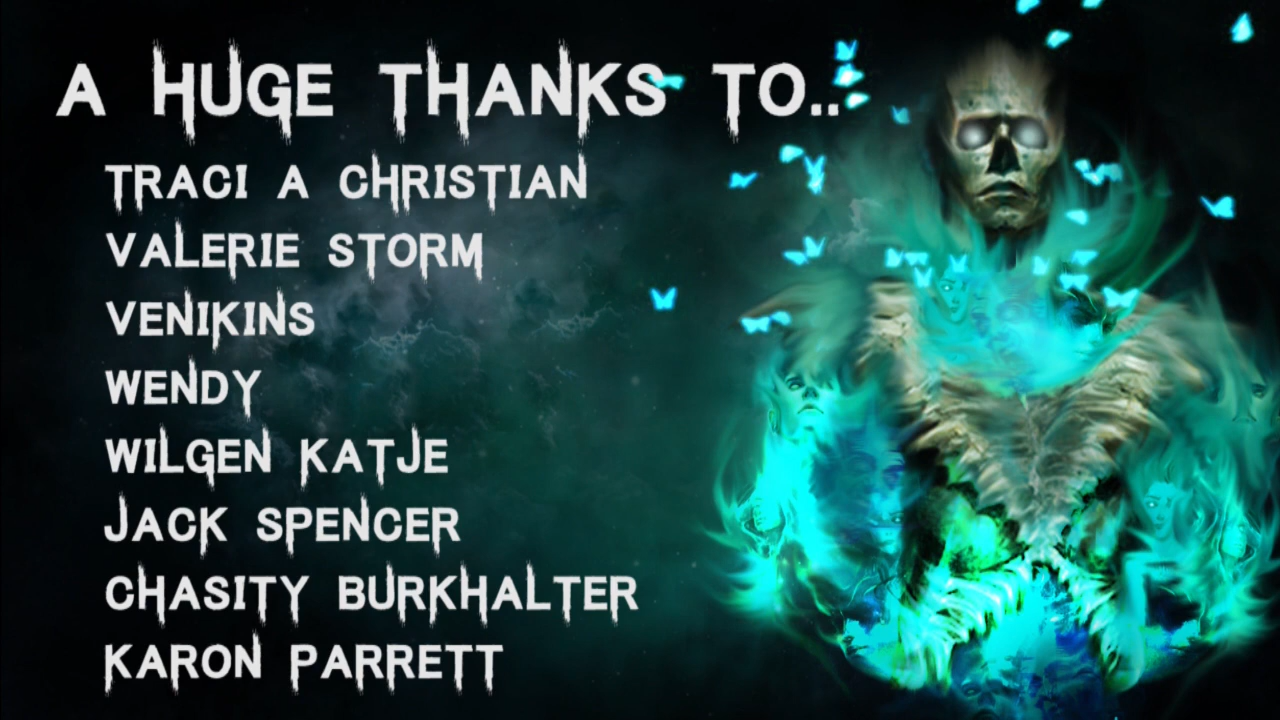 A HUGE THANKS TO..
TRACI A CHRISTIAN
VALERIE STORM
VENIKINS
WENDY
WILGEN KATJE
JACK SPENCER
CHASITY BURKHALTER
KARON PARRETT